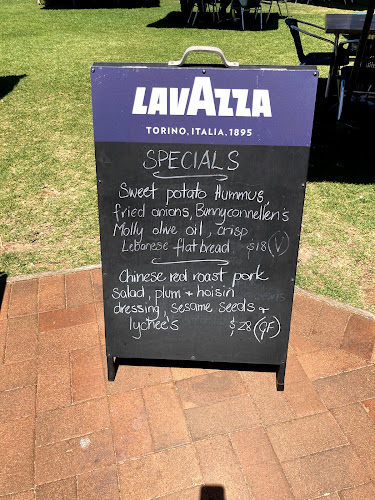 LAVAZZA
TORINO, ITALIA, 1895
SPECIALS
Sweet potato Hummus,
fried onions, Bunnyconnellen's
Molly olive oil, crisp
Lebanese flatbread $18 (V)
Chinese red roast pork
Salad, plum + hoisin
dressing, sesame seeds +
lychee's $28 (GF)